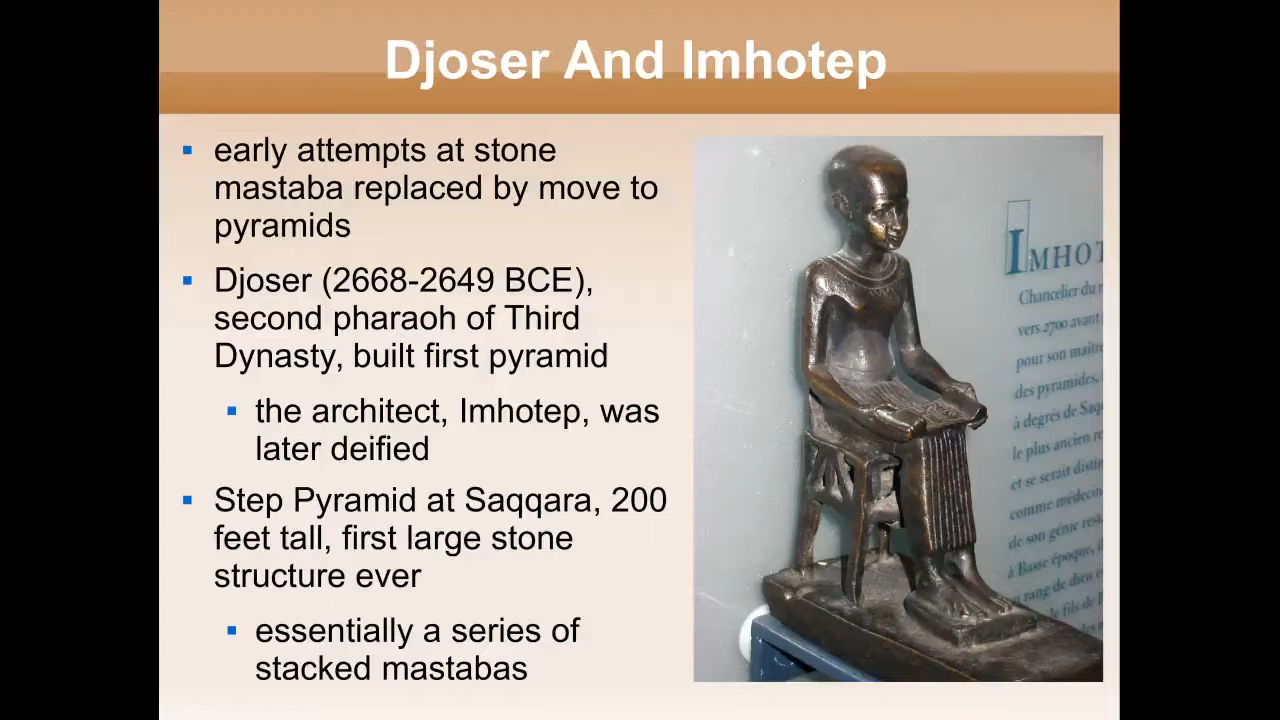 Djoser And Imhotep
▪ early attempts at stone
mastaba replaced by move to
pyramids
▪ Djoser (2668-2649 BCE),
second pharaoh of Third
Dynasty, built first pyramid
▪ the architect, Imhotep, was
later deified
▪ Step Pyramid at Saqqara, 200
feet tall, first large stone
structure ever
▪ essentially a series of
stacked mastabas
IMHOT
Chancelier du
vers 2700 avant
pour son maître
des pyramides,
à degrés de Saqq
le plus ancien
et se serait
comme médecin
de son génie
à Basse époque,
rang de dieu
le fils de